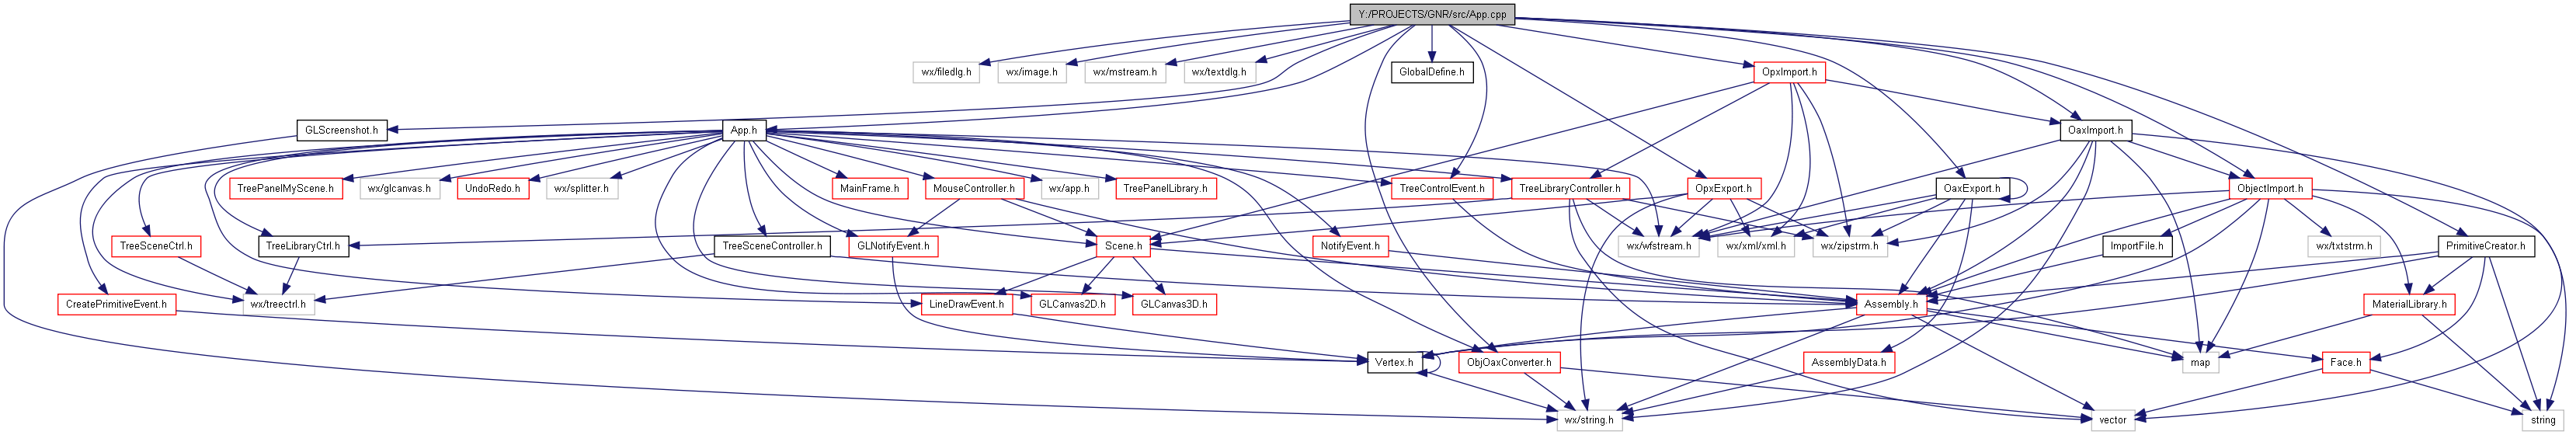 Y:/PROJECTS/GNR/src/App.cpp
wx/filedlg.h
wx/image.h
wx/mstream.h
wx/textdlg.h
GlobalDefine.h
OpxImport.h
GLScreenshot.h
App.h
OaxImport.h
TreePanelMyScene.h
wx/glcanvas.h
UndoRedo.h
wx/splitter.h
MainFrame.h
MouseController.h
wx/app.h
TreePanelLibrary.h
TreeControlEvent.h
TreeLibraryController.h
OpxExport.h
OaxExport.h
ObjectImport.h
TreeSceneCtrl.h
TreeLibraryCtrl.h
TreeSceneController.h
GLNotifyEvent.h
Scene.h
NotifyEvent.h
wx/wfstream.h
wx/xml/xml.h
wx/zipstrm.h
ImportFile.h
wx/txtstrm.h
PrimitiveCreator.h
CreatePrimitiveEvent.h
wx/treectrl.h
LineDrawEvent.h
GLCanvas2D.h
GLCanvas3D.h
Assembly.h
MaterialLibrary.h
Vertex.h
ObjOaxConverter.h
AssemblyData.h
map
Face.h
wx/string.h
vector
string